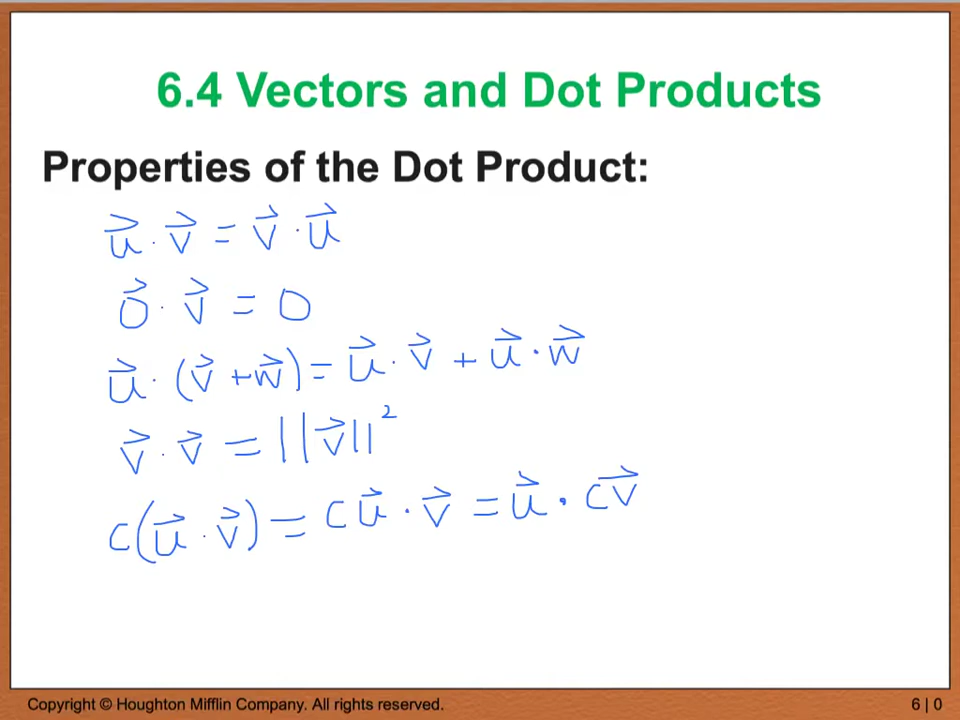 6.4 Vectors and Dot Products
Properties of the Dot Product:
u⃗ · v⃗ = v⃗ · u⃗
0⃗ · v⃗ = 0
u⃗ · (v⃗ + w⃗) = u⃗ · v⃗ + u⃗ · w⃗
v⃗ · v⃗ = ||v⃗||²
c(u⃗ · v⃗) = cu⃗ · v⃗ = u⃗ · cv⃗
Copyright © Houghton Mifflin Company. All rights reserved. 6 | 0